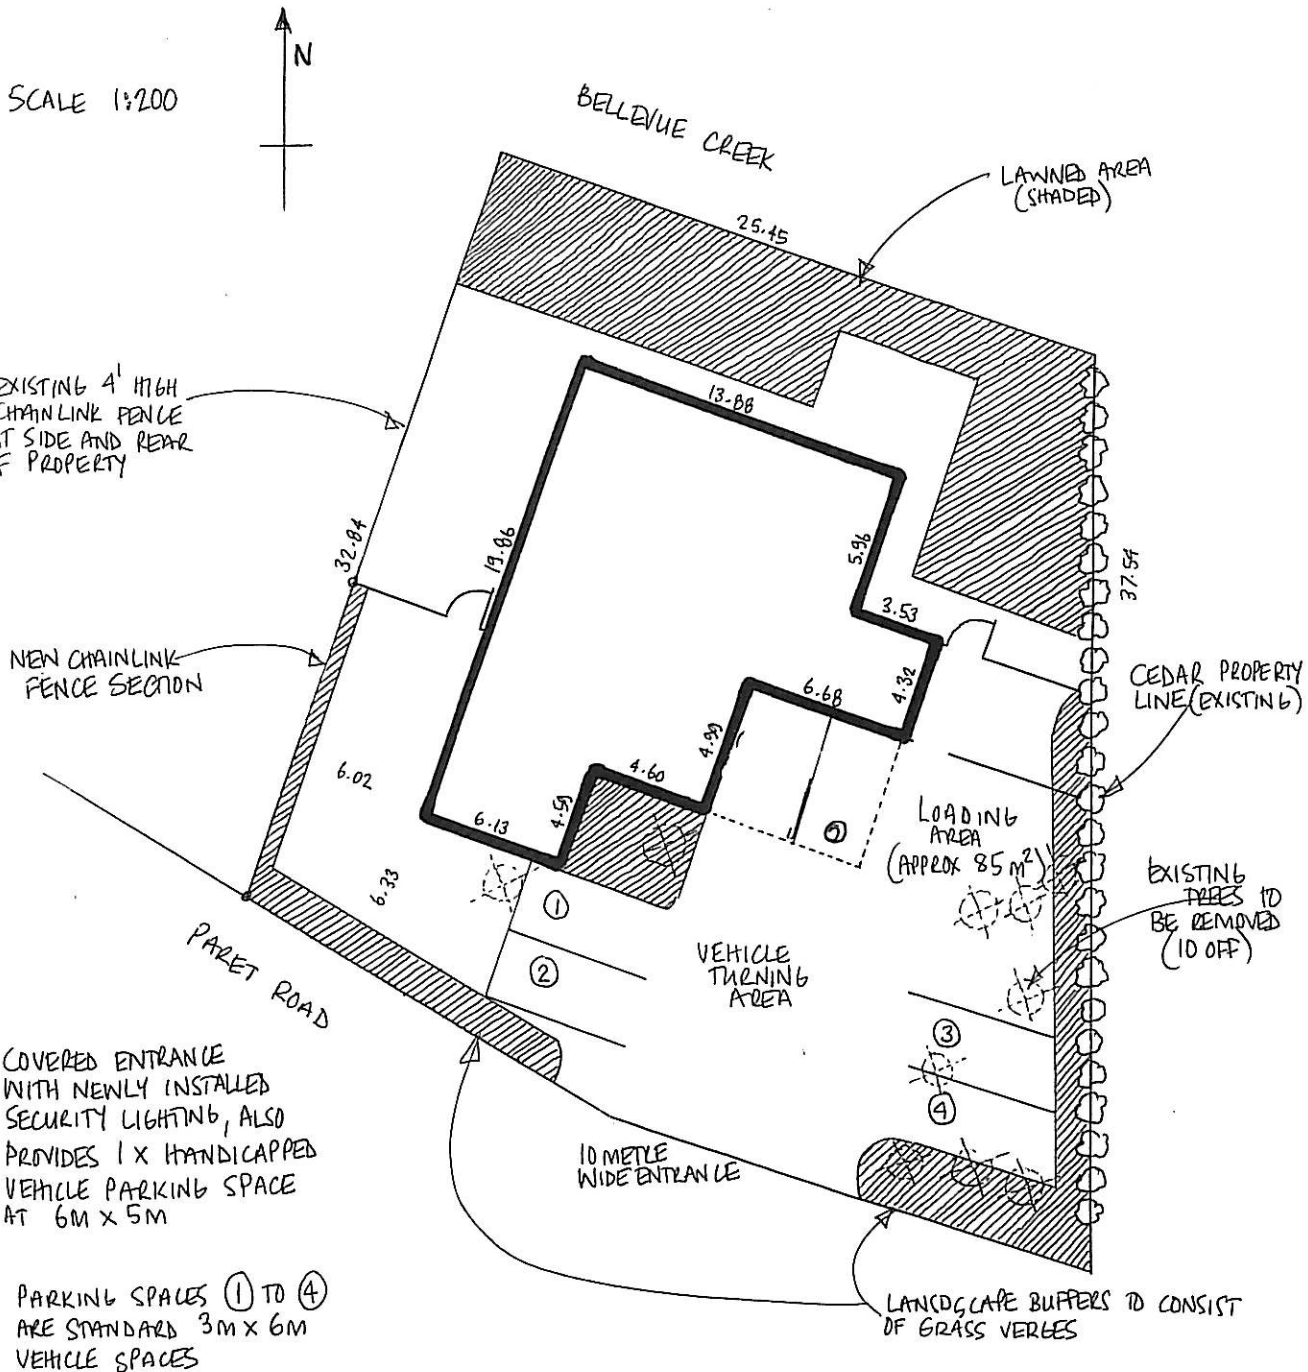 N
SCALE 1:200
BELLEVUE CREEK
LAWNED AREA
(SHADED)
25.45
EXISTING 4' HIGH
CHAINLINK FENCE
AT SIDE AND REAR
OF PROPERTY
13.88
32.84
19.86
5.96
37.54
3.53
NEW CHAINLINK
FENCE SECTION
4.32
6.68
CEDAR PROPERTY
LINE (EXISTING)
4.99
6.02
4.60
6.13
4.59
LOADING
AREA
(APPROX 85 m²)
6.33
①
②
VEHICLE
TURNING
AREA
EXISTING
TREES TO
BE REMOVED
(10 OFF)
PARET ROAD
③
④
COVERED ENTRANCE
WITH NEWLY INSTALLED
SECURITY LIGHTING, ALSO
PROVIDES 1 X HANDICAPPED
VEHICLE PARKING SPACE
AT 6M X 5M
10 METRE
WIDE ENTRANCE
PARKING SPACES ① TO ④
ARE STANDARD 3M X 6M
VEHICLE SPACES
LANSDGCAPE BUFFERS TO CONSIST
OF GRASS VERGES